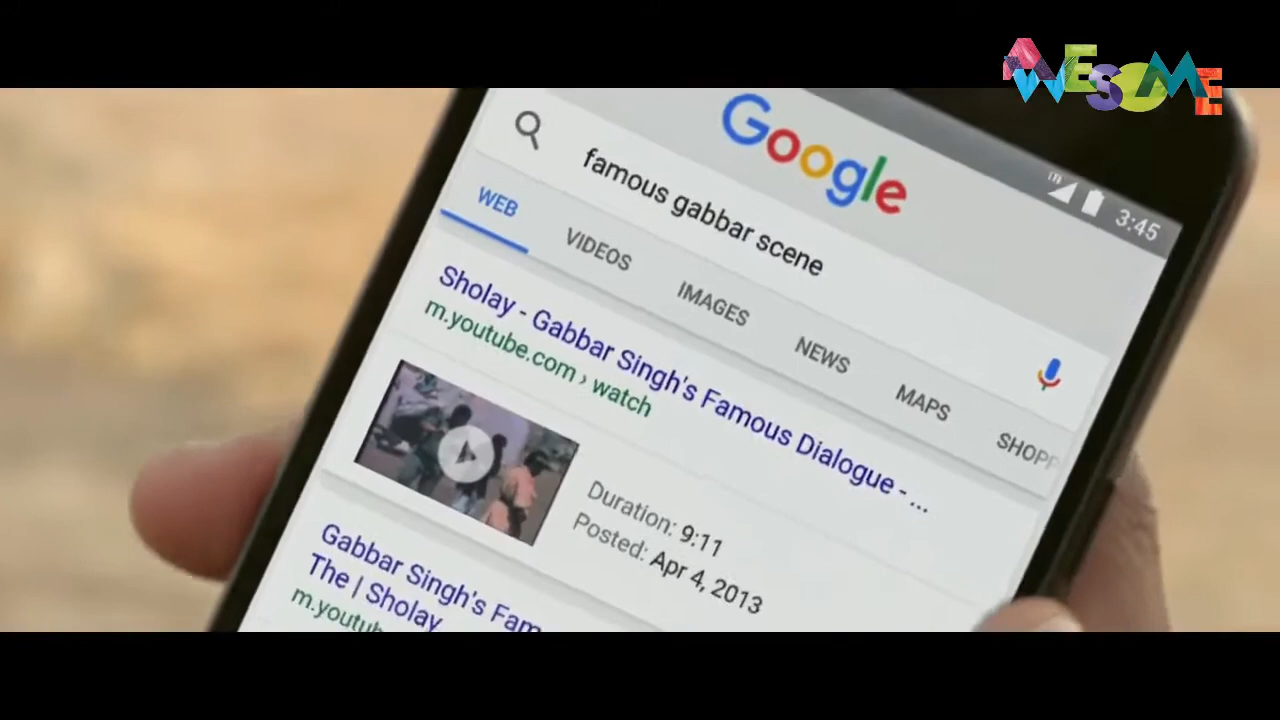 AWESOME
Google
3:45
famous gabbar scene
WEB VIDEOS IMAGES NEWS MAPS SHOPP
Sholay - Gabbar Singh's Famous Dialogue - ...
m.youtube.com › watch
Duration: 9:11
Posted: Apr 4, 2013
Gabbar Singh's Fam
The | Sholay
m.youtub